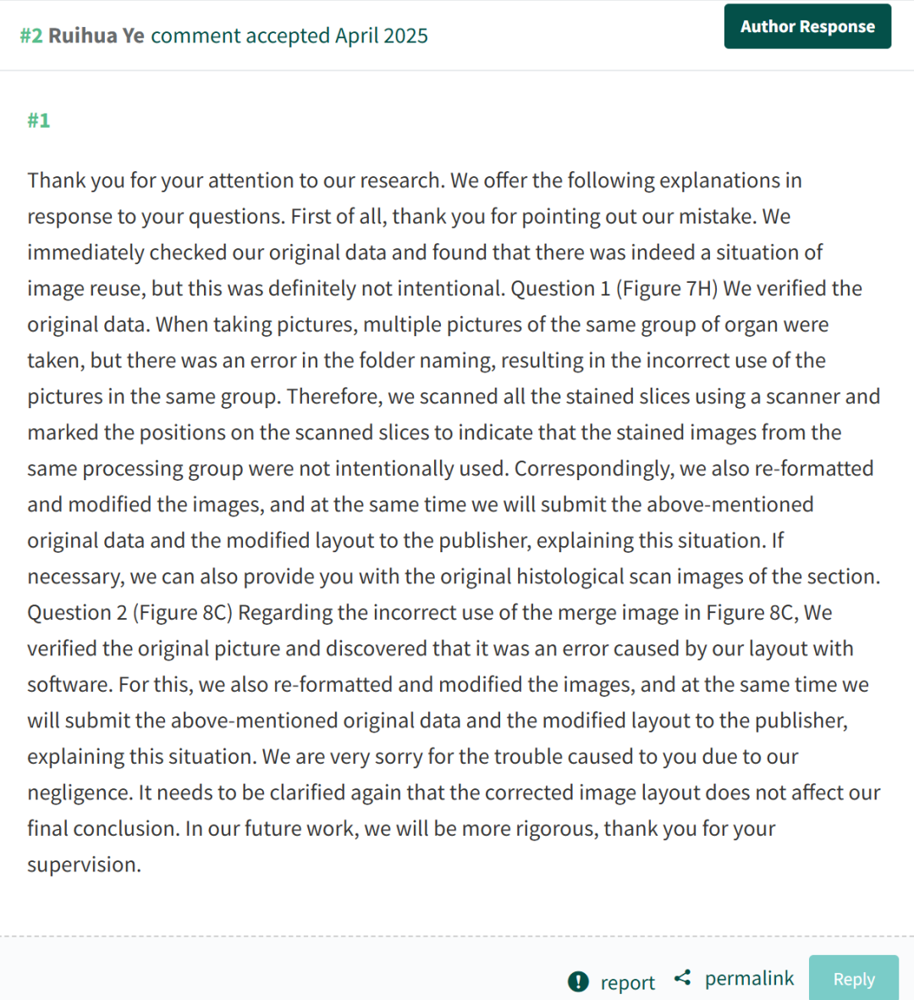 #2 Ruihua Ye comment accepted April 2025
Author Response
#1
Thank you for your attention to our research. We offer the following explanations in
response to your questions. First of all, thank you for pointing out our mistake. We
immediately checked our original data and found that there was indeed a situation of
image reuse, but this was definitely not intentional. Question 1 (Figure 7H) We verified the
original data. When taking pictures, multiple pictures of the same group of organ were
taken, but there was an error in the folder naming, resulting in the incorrect use of the
pictures in the same group. Therefore, we scanned all the stained slices using a scanner and
marked the positions on the scanned slices to indicate that the stained images from the
same processing group were not intentionally used. Correspondingly, we also re-formatted
and modified the images, and at the same time we will submit the above-mentioned
original data and the modified layout to the publisher, explaining this situation. If
necessary, we can also provide you with the original histological scan images of the section.
Question 2 (Figure 8C) Regarding the incorrect use of the merge image in Figure 8C, We
verified the original picture and discovered that it was an error caused by our layout with
software. For this, we also re-formatted and modified the images, and at the same time we
will submit the above-mentioned original data and the modified layout to the publisher,
explaining this situation. We are very sorry for the trouble caused to you due to our
negligence. It needs to be clarified again that the corrected image layout does not affect our
final conclusion. In our future work, we will be more rigorous, thank you for your
supervision.
report
permalink
Reply